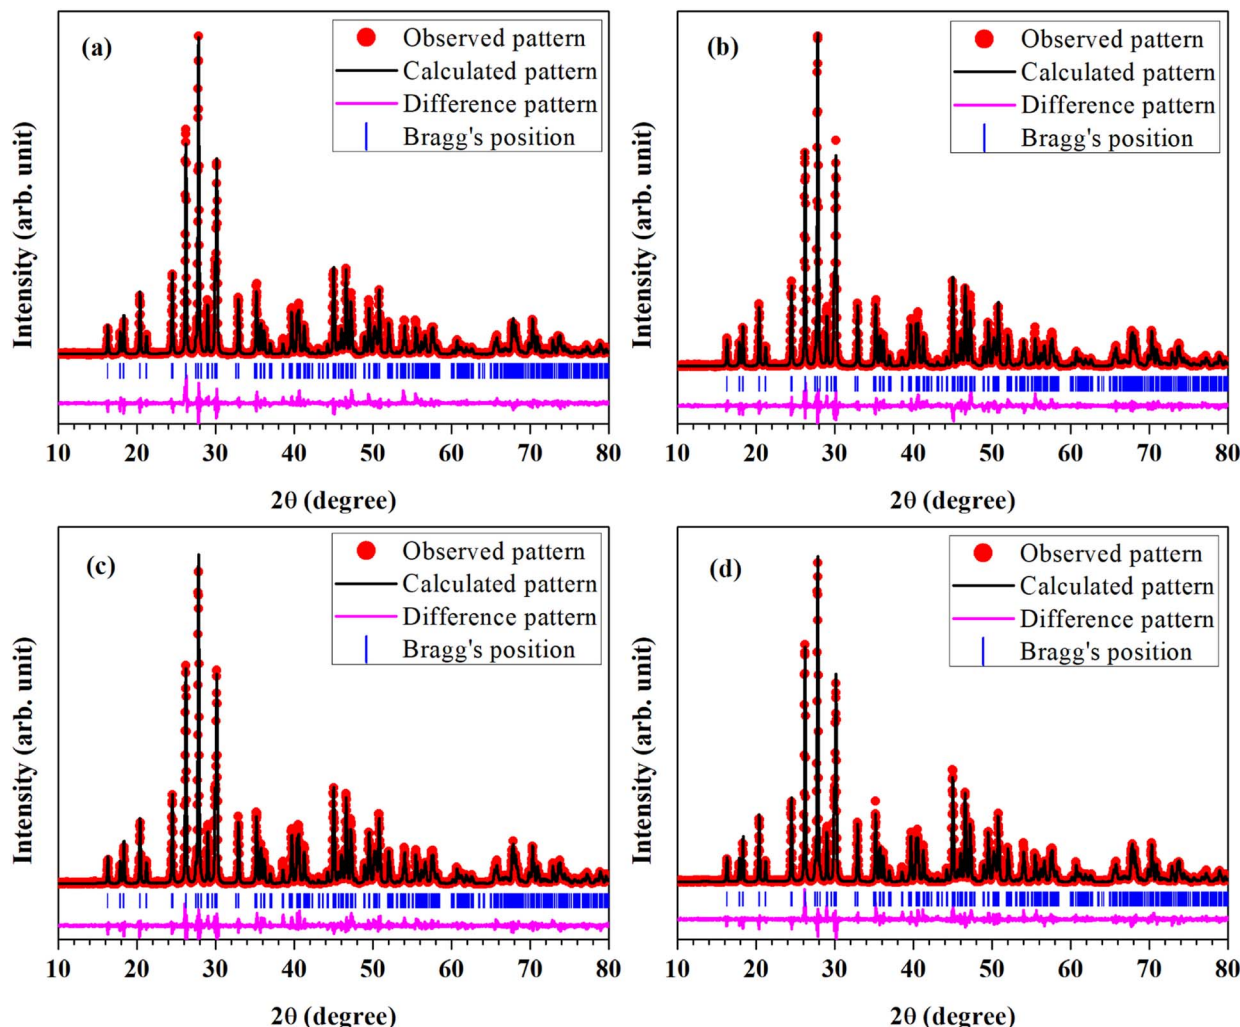 (a)
Observed pattern
Calculated pattern
Difference pattern
Bragg's position
Intensity (arb. unit)
10 20 30 40 50 60 70 80
2θ (degree)
(b)
Observed pattern
Calculated pattern
Difference pattern
Bragg's position
Intensity (arb. unit)
10 20 30 40 50 60 70 80
2θ (degree)
(c)
Observed pattern
Calculated pattern
Difference pattern
Bragg's position
Intensity (arb. unit)
10 20 30 40 50 60 70 80
2θ (degree)
(d)
Observed pattern
Calculated pattern
Difference pattern
Bragg's position
Intensity (arb. unit)
10 20 30 40 50 60 70 80
2θ (degree)